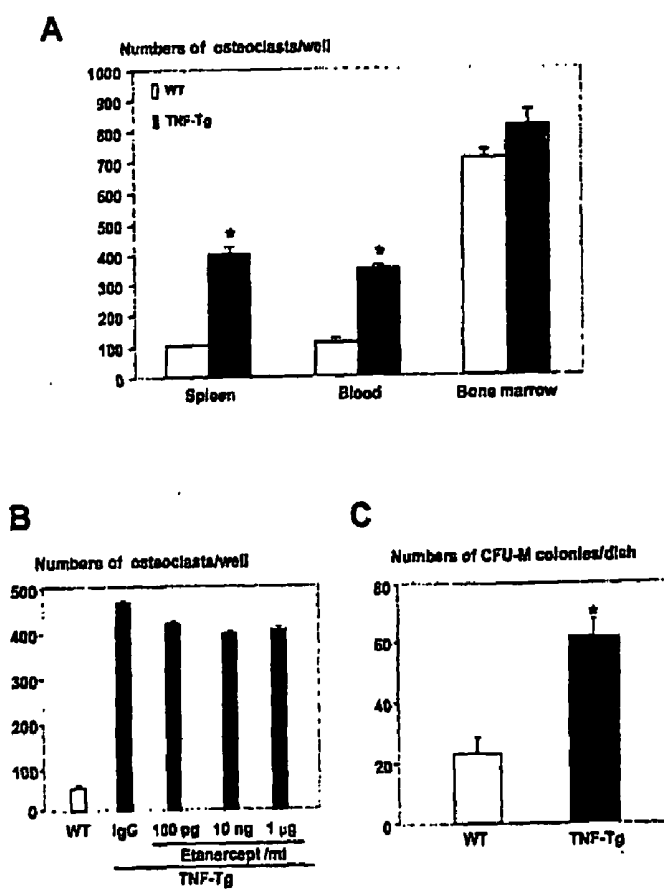 A
Numbers of osteoclasts/well
1000
900
800
700
600
500
400
300
200
100
0
WT
TNF-Tg
*
*
Spleen
Blood
Bone marrow
B
Numbers of osteoclasts/well
500
400
300
200
100
0
WT
IgG
100 pg
10 ng
1 µg
Etanercept/ml
TNF-Tg
C
Numbers of CFU-M colonies/dish
80
60
40
20
0
*
WT
TNF-Tg